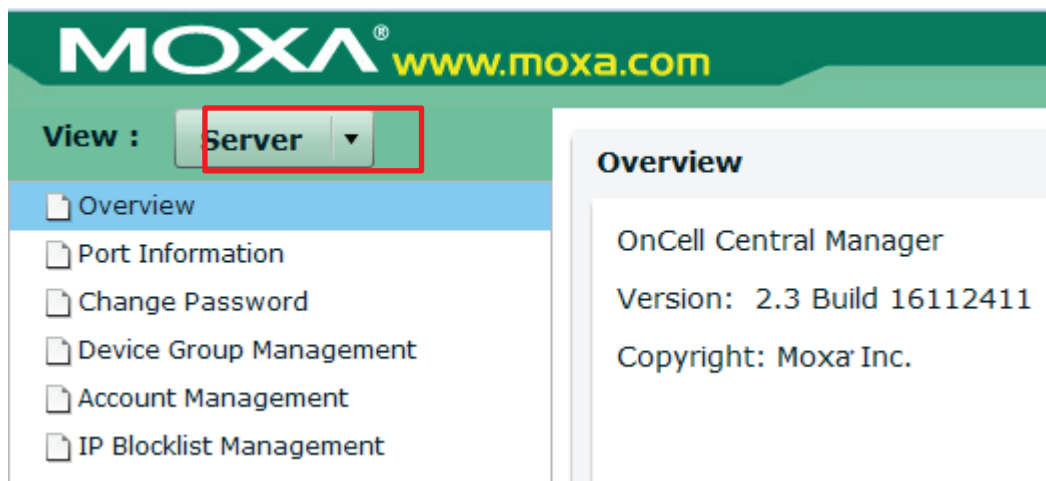 MOXA® www.moxa.com
View : Server
Overview
Port Information
Change Password
Device Group Management
Account Management
IP Blocklist Management
Overview
OnCell Central Manager
Version: 2.3 Build 16112411
Copyright: Moxa Inc.